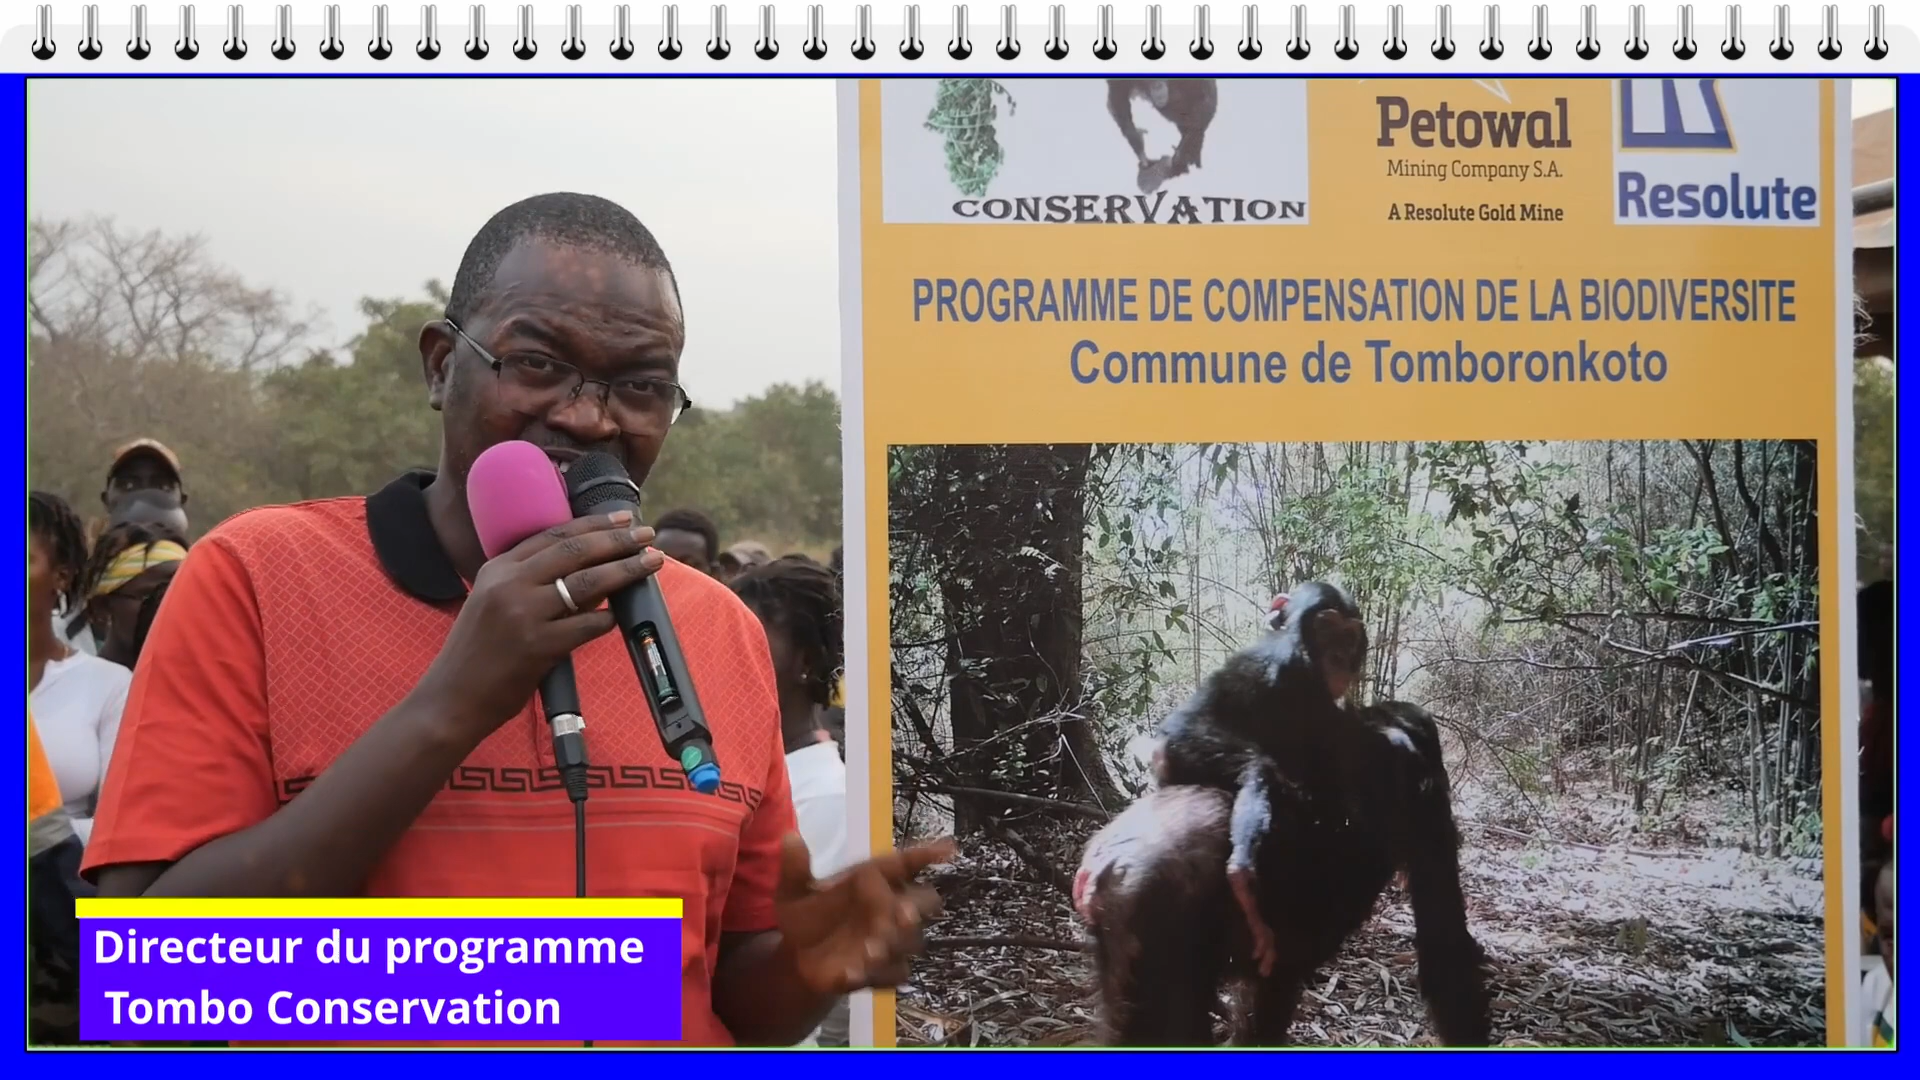 CONSERVATION
Petowal
Mining Company S.A.
A Resolute Gold Mine
Resolute
PROGRAMME DE COMPENSATION DE LA BIODIVERSITE
Commune de Tomboronkoto
Directeur du programme
Tombo Conservation